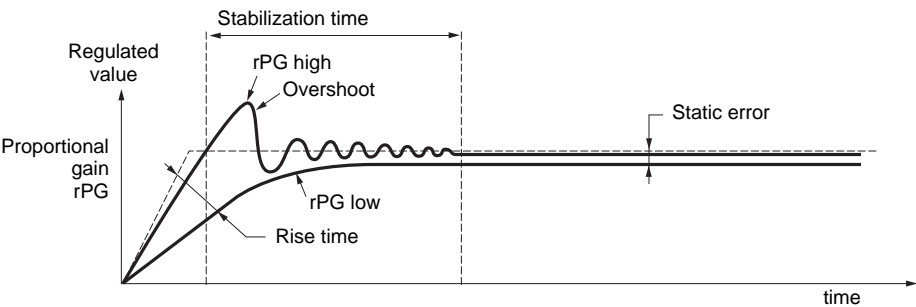 Stabilization time
Regulated
value
rPG high
Overshoot
Static error
Proportional
gain
rPG
rPG low
Rise time
time